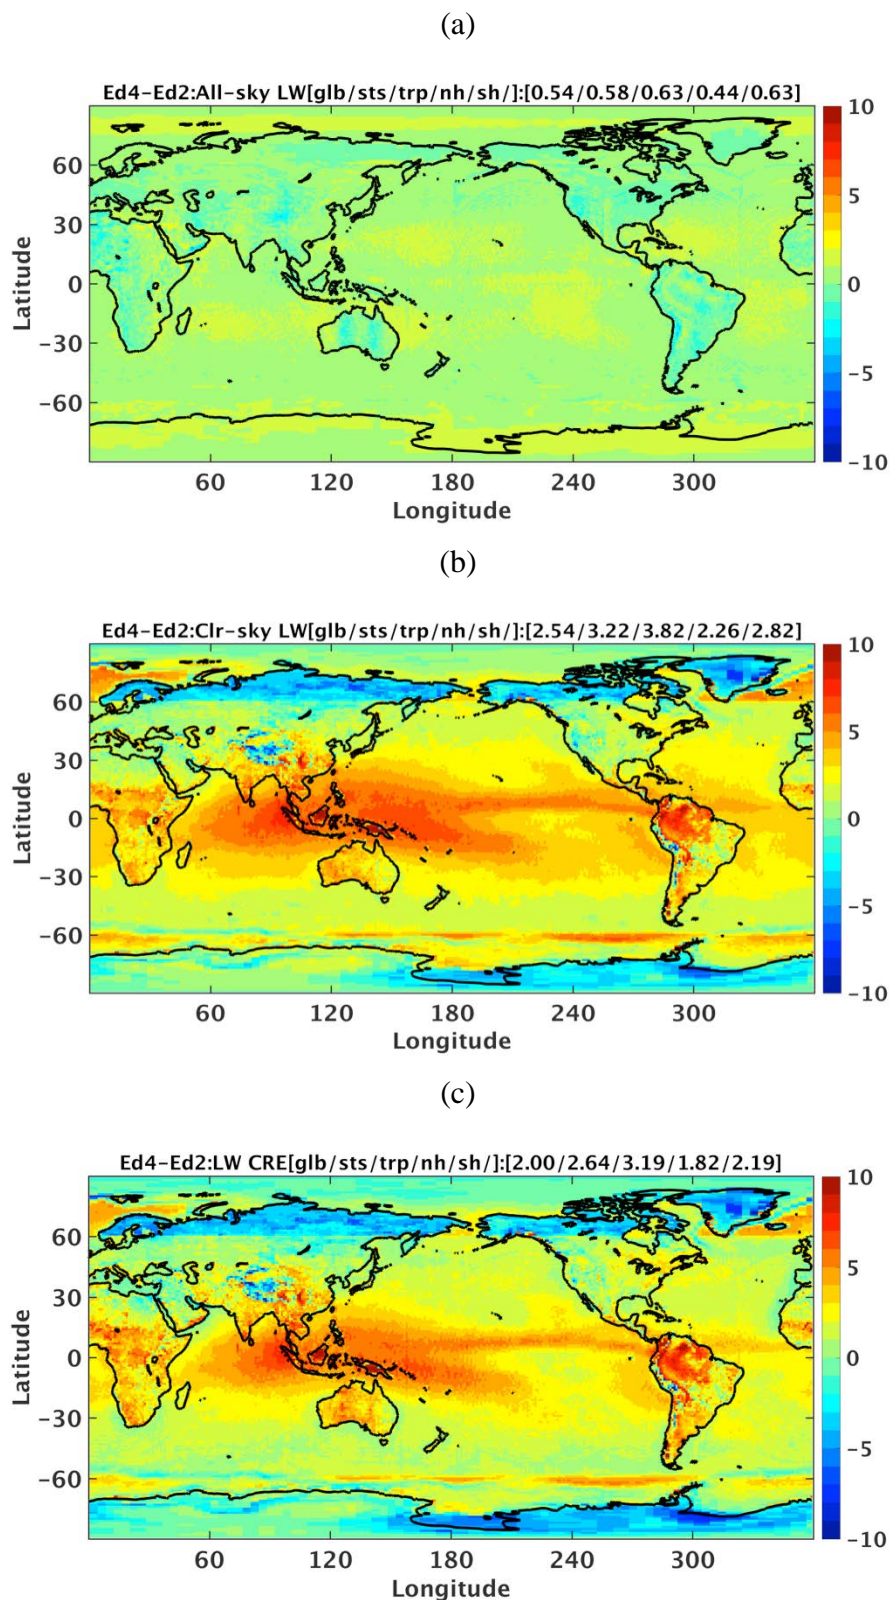 (a)
Ed4-Ed2:All-sky LW[glb/sts/trp/nh/sh/]:[0.54/0.58/0.63/0.44/0.63]
10
5
0
-5
-10
60
30
0
-30
-60
Latitude
60 120 180 240 300
Longitude
(b)
Ed4-Ed2:Clr-sky LW[glb/sts/trp/nh/sh/]:[2.54/3.22/3.82/2.26/2.82]
10
5
0
-5
-10
60
30
0
-30
-60
Latitude
60 120 180 240 300
Longitude
(c)
Ed4-Ed2:LW CRE[glb/sts/trp/nh/sh/]:[2.00/2.64/3.19/1.82/2.19]
10
5
0
-5
-10
60
30
0
-30
-60
Latitude
60 120 180 240 300
Longitude